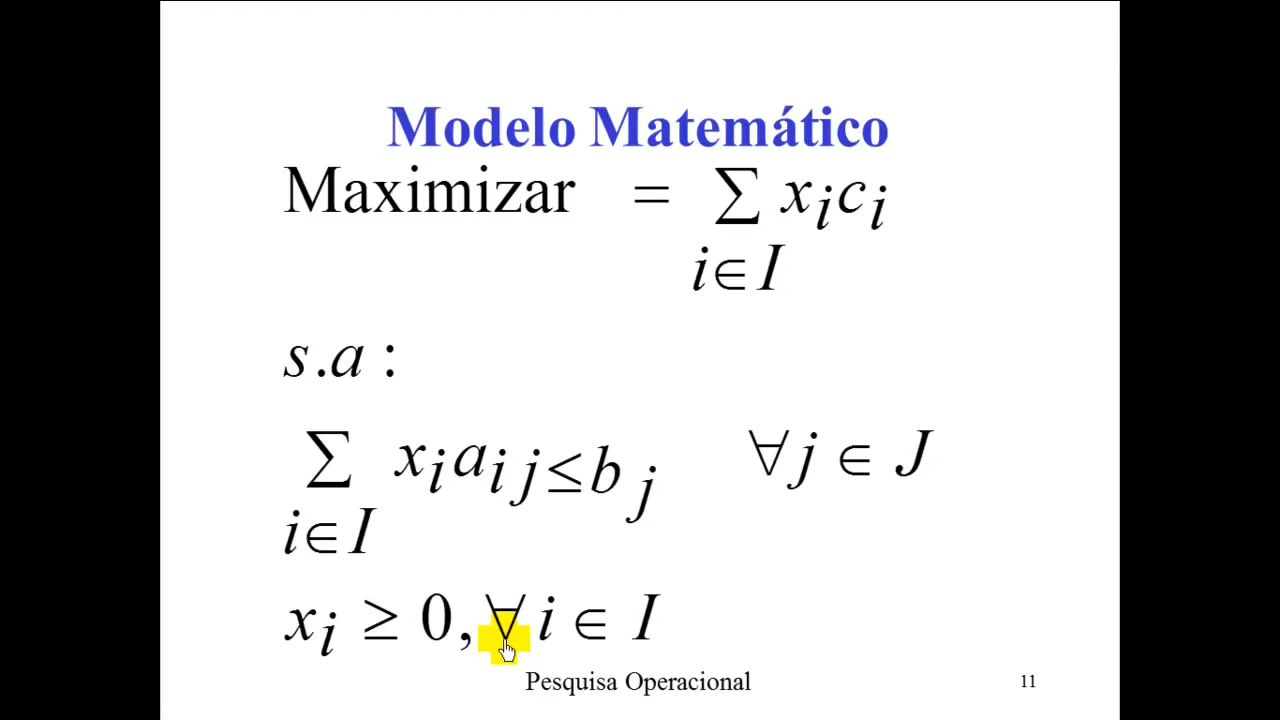 Modelo Matemático
Maximizar = ∑ xᵢcᵢ
i∈I
s.a :
∑ xᵢaᵢⱼ≤bⱼ ∀j ∈ J
i∈I
xᵢ ≥ 0, ∀i ∈ I
Pesquisa Operacional 11